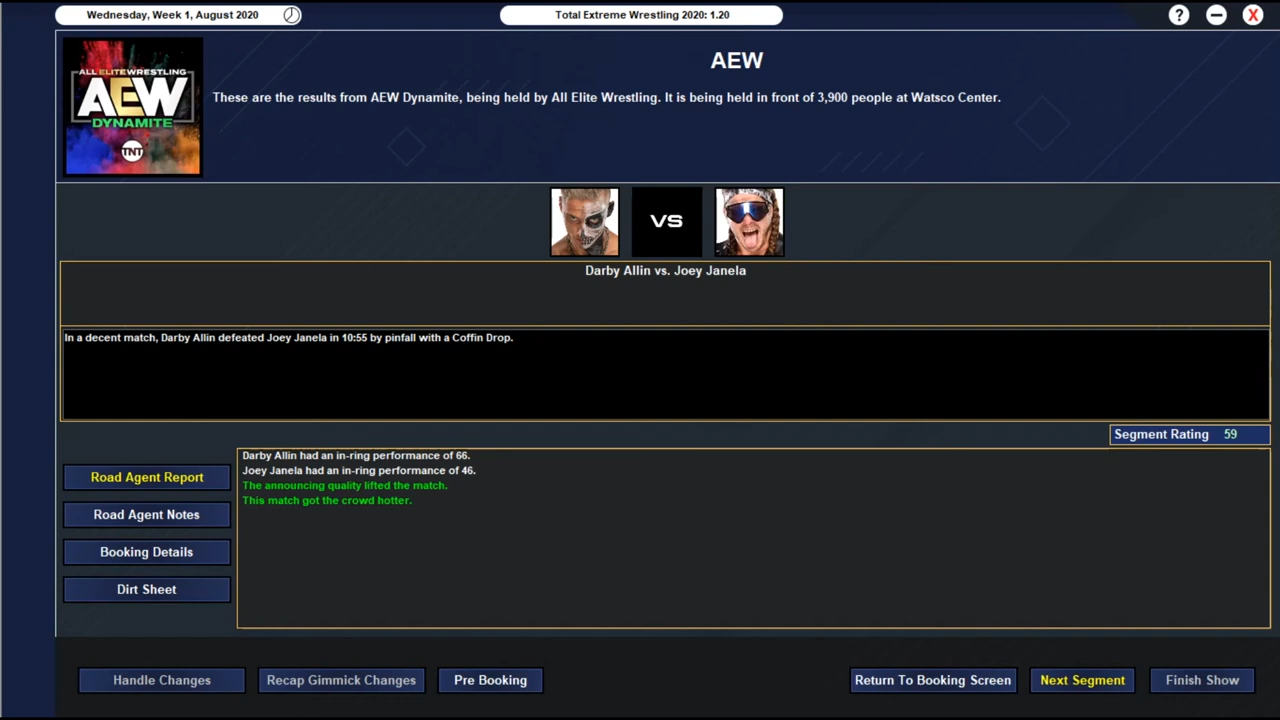 Wednesday, Week 1, August 2020
Total Extreme Wrestling 2020: 1.20
?
X
ALL ELITE WRESTLING
AEW
DYNAMITE
TNT
AEW
These are the results from AEW Dynamite, being held by All Elite Wrestling. It is being held in front of 3,900 people at Watsco Center.
VS
Darby Allin vs. Joey Janela
In a decent match, Darby Allin defeated Joey Janela in 10:55 by pinfall with a Coffin Drop.
Segment Rating 59
Road Agent Report
Road Agent Notes
Booking Details
Dirt Sheet
Darby Allin had an in-ring performance of 66.
Joey Janela had an in-ring performance of 46.
The announcing quality lifted the match.
This match got the crowd hotter.
Handle Changes
Recap Gimmick Changes
Pre Booking
Return To Booking Screen
Next Segment
Finish Show